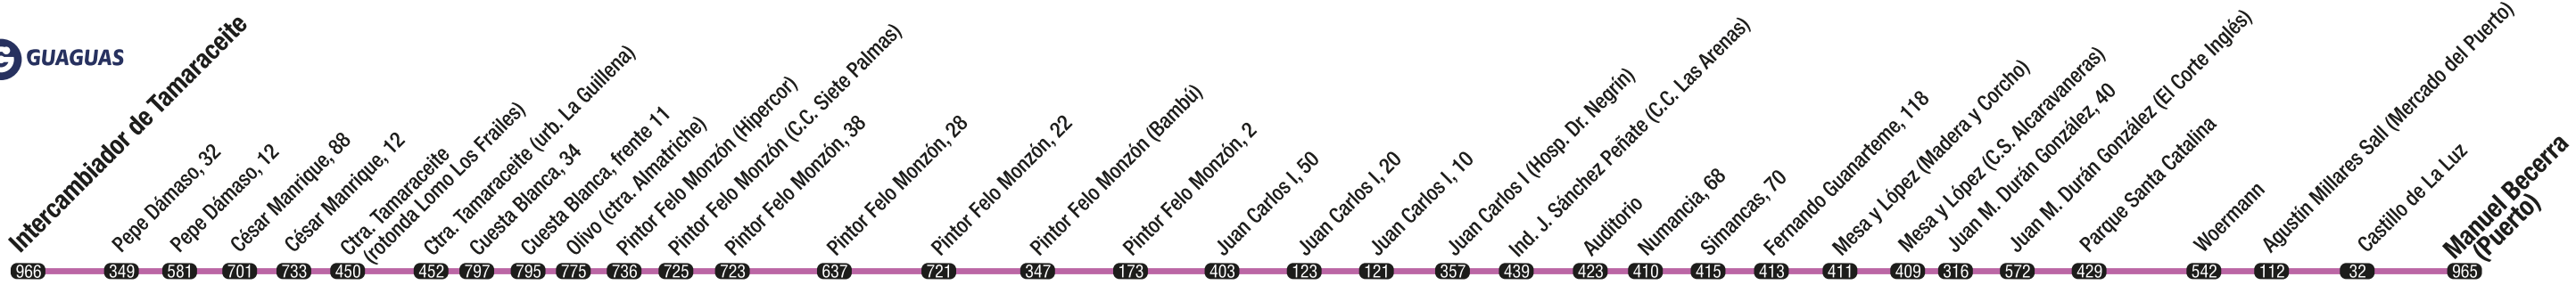 GUAGUAS
Intercambiador de Tamaraceite
Pepe Dámaso, 32
Pepe Dámaso, 12
César Manrique, 88
César Manrique, 12
Ctra. Tamaraceite
(rotonda Lomo Los Frailes)
Ctra. Tamaraceite (urb. La Guillena)
Cuesta Blanca, 34
Cuesta Blanca, frente 11
Olivo (ctra. Almatriche)
Pintor Felo Monzón (Hipercor)
Pintor Felo Monzón (C.C. Siete Palmas)
Pintor Felo Monzón, 38
Pintor Felo Monzón, 28
Pintor Felo Monzón, 22
Pintor Felo Monzón (Bambú)
Pintor Felo Monzón, 2
Juan Carlos I, 50
Juan Carlos I, 20
Juan Carlos I, 10
Juan Carlos I (Hosp. Dr. Negrín)
Ind. J. Sánchez Peñate (C.C. Las Arenas)
Auditorio
Numancia, 68
Simancas, 70
Fernando Guanarteme, 118
Mesa y López (Madera y Corcho)
Mesa y López (C.S. Alcaravaneras)
Juan M. Durán González, 40
Juan M. Durán González (El Corte Inglés)
Parque Santa Catalina
Woermann
Agustín Millares Sall (Mercado del Puerto)
Castillo de La Luz
Manuel Becerra
(Puerto)
966 349 581 701 733 450 452 797 795 775 736 725 723 637 721 347 173 403 123 121 357 439 423 410 415 413 411 409 316 572 429 542 112 32 965